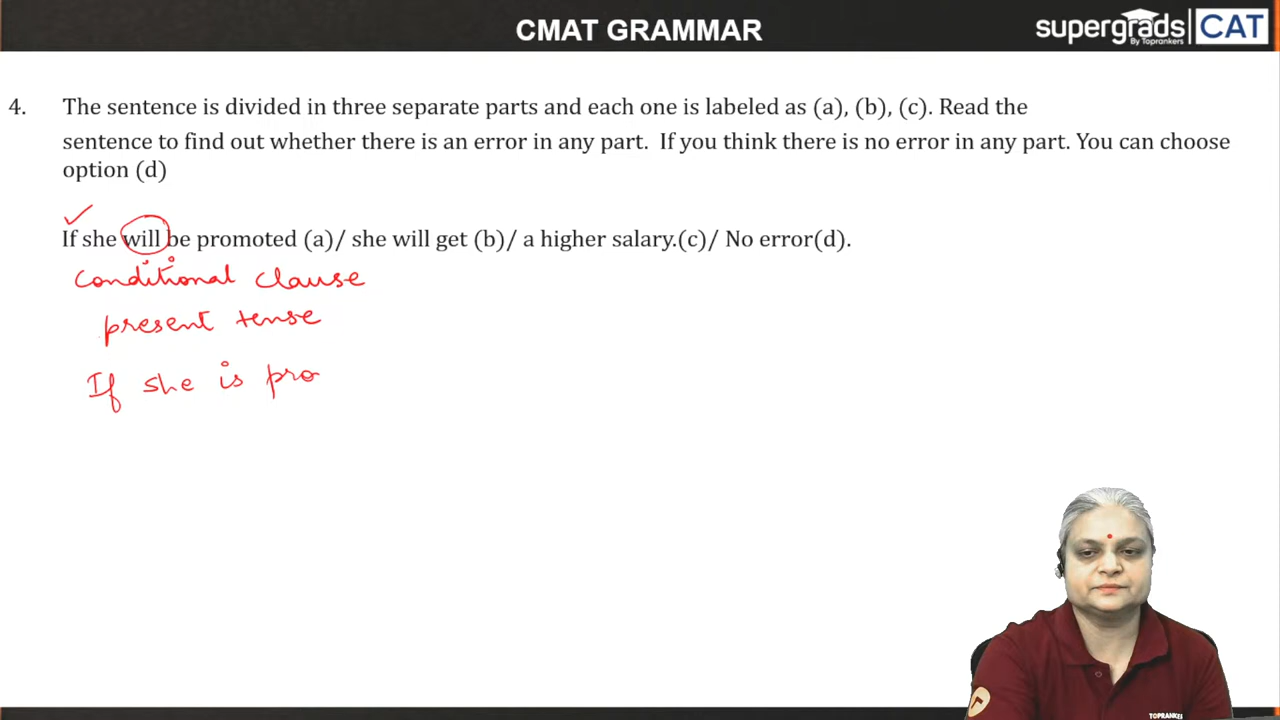 CMAT GRAMMAR
supergrads CAT
By Toprankers
4. The sentence is divided in three separate parts and each one is labeled as (a), (b), (c). Read the
sentence to find out whether there is an error in any part. If you think there is no error in any part. You can choose
option (d)
If she will be promoted (a)/ she will get (b)/ a higher salary.(c)/ No error(d).
conditional clause
present tense
If she is pro
TOPRANKERS